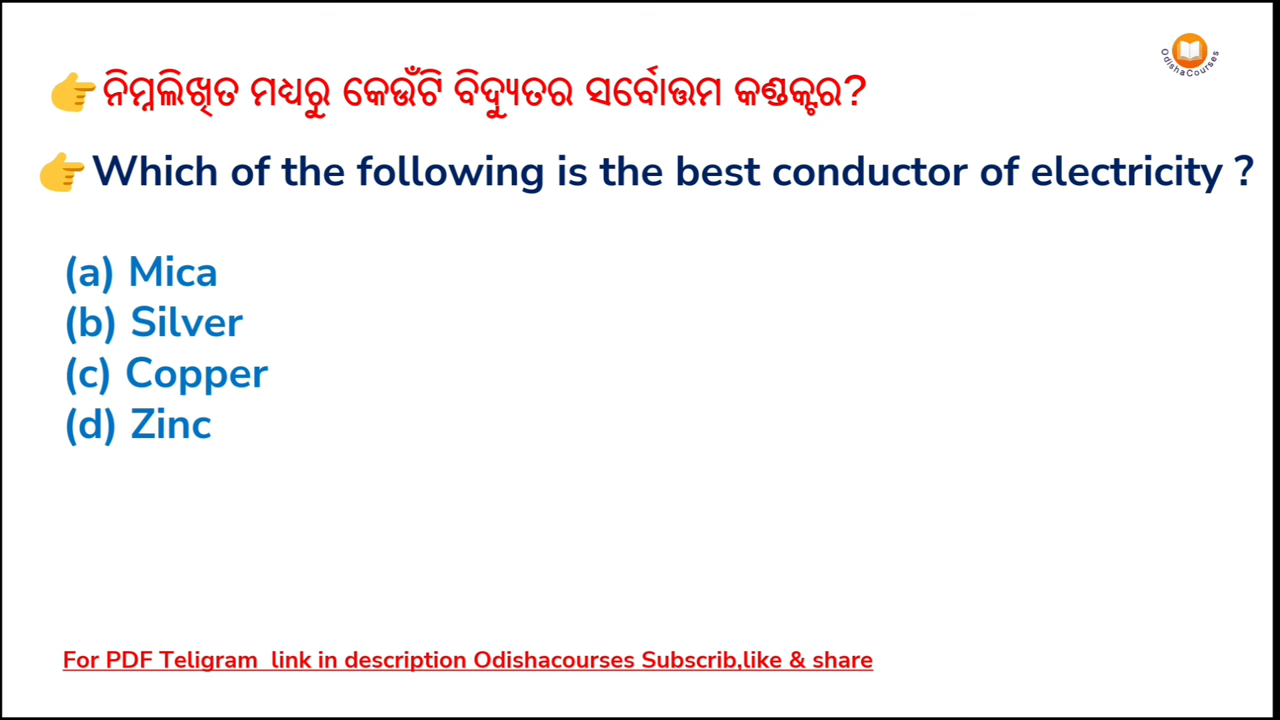 OdishaCourses
👉ନିମ୍ନଲିଖିତ ମଧ୍ୟରୁ କେଉଁଟି ବିଦ୍ୟୁତର ସର୍ବୋତ୍ତମ କଣ୍ଡକ୍ଟର?
👉Which of the following is the best conductor of electricity ?
(a) Mica
(b) Silver
(c) Copper
(d) Zinc
For PDF Teligram link in description Odishacourses Subscrib,like & share